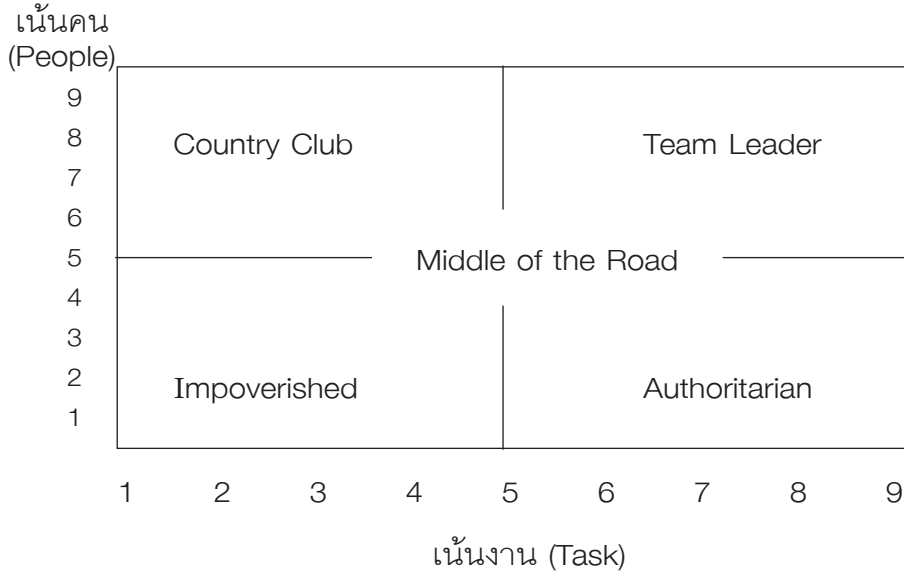 เน้นคน
(People)
9
8
Country Club Team Leader
7
6
5
Middle of the Road
4
3
2
Impoverished Authoritarian
1
1 2 3 4 5 6 7 8 9
เน้นงาน (Task)